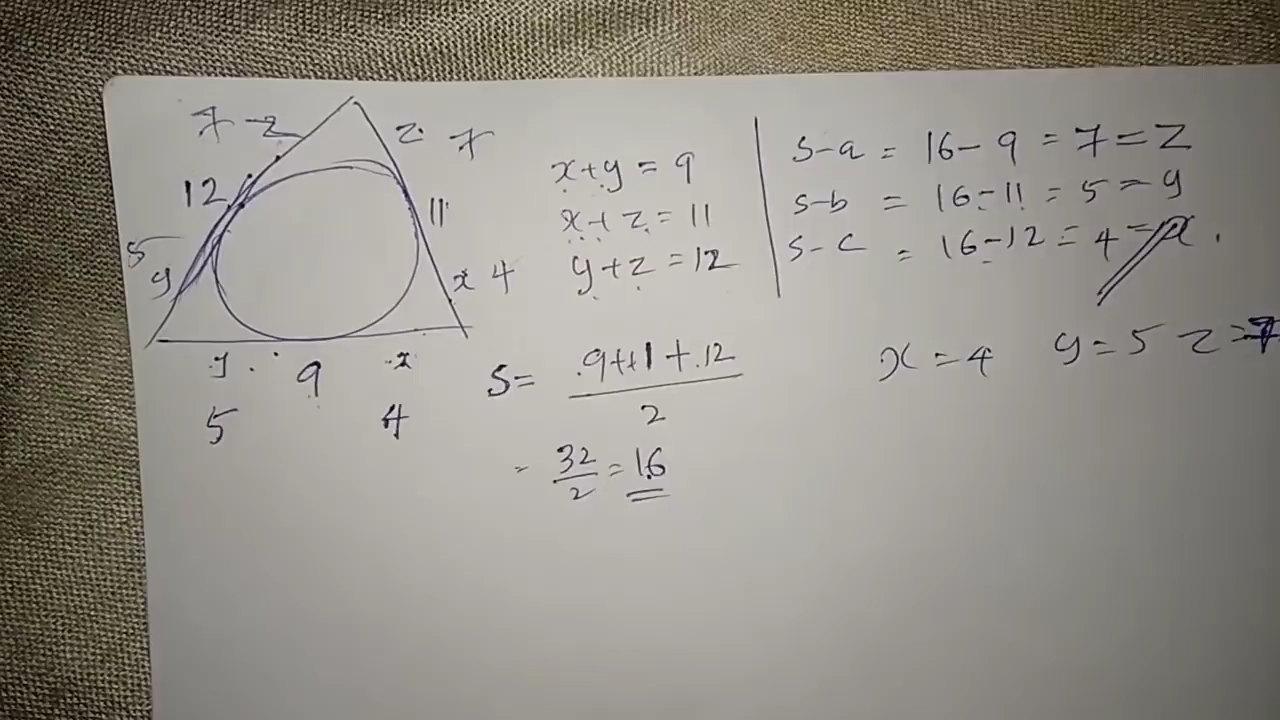 7 z z 7
12
11
5
y x 4
y 9 x
5 4
x+y = 9
x+z = 11
y+z = 12
S = 9+11+12
2
= 32/2 = 16
s-a = 16-9 = 7 = z
s-b = 16-11 = 5 = y
s-c = 16-12 = 4 = x.
x = 4 y = 5 z = 7